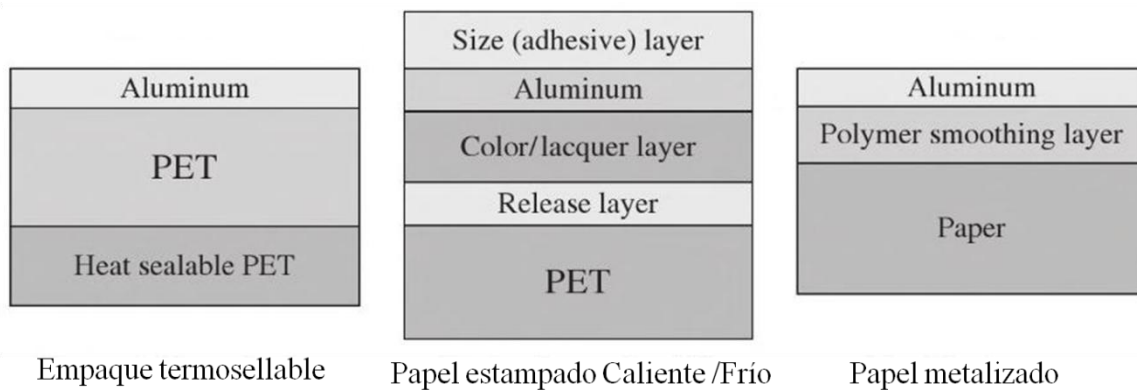 Aluminum
PET
Heat sealable PET
Empaque termosellable
Size (adhesive) layer
Aluminum
Color/lacquer layer
Release layer
PET
Papel estampado Caliente /Frío
Aluminum
Polymer smoothing layer
Paper
Papel metalizado